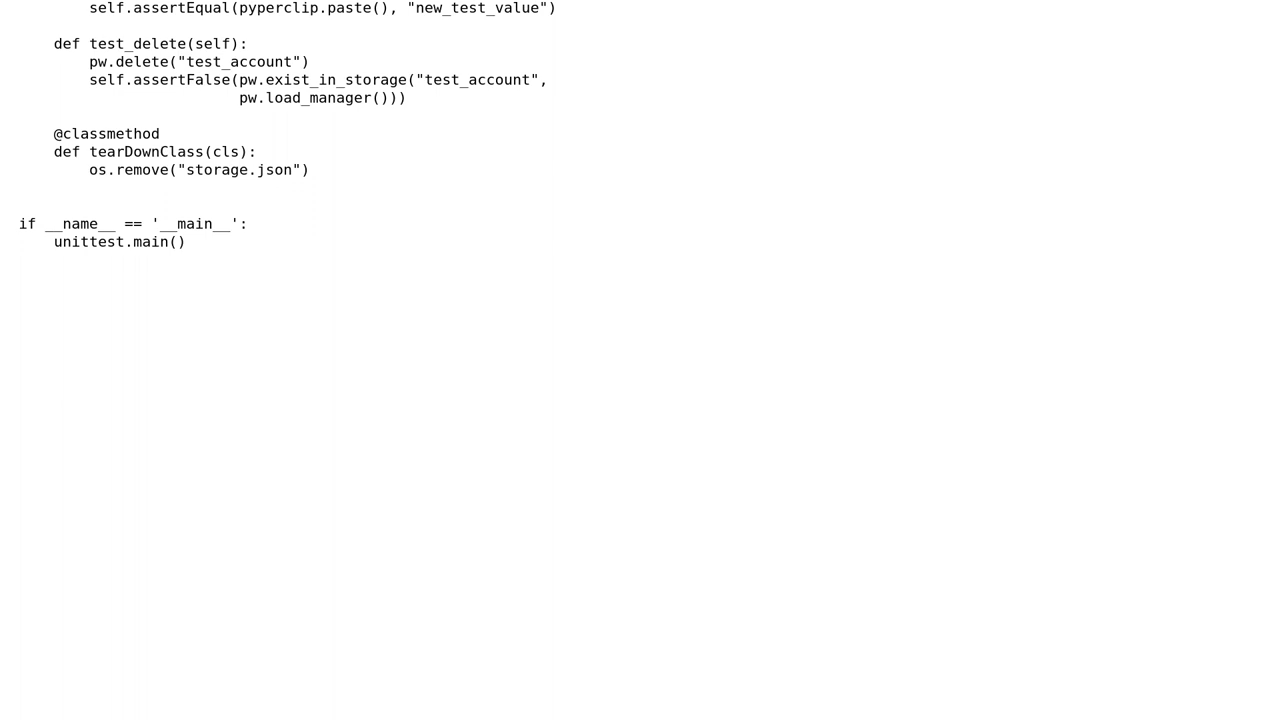 self.assertEqual(pyperclip.paste(), "new_test_value")

    def test_delete(self):
        pw.delete("test_account")
        self.assertFalse(pw.exist_in_storage("test_account",
                         pw.load_manager()))

    @classmethod
    def tearDownClass(cls):
        os.remove("storage.json")


if __name__ == '__main__':
    unittest.main()